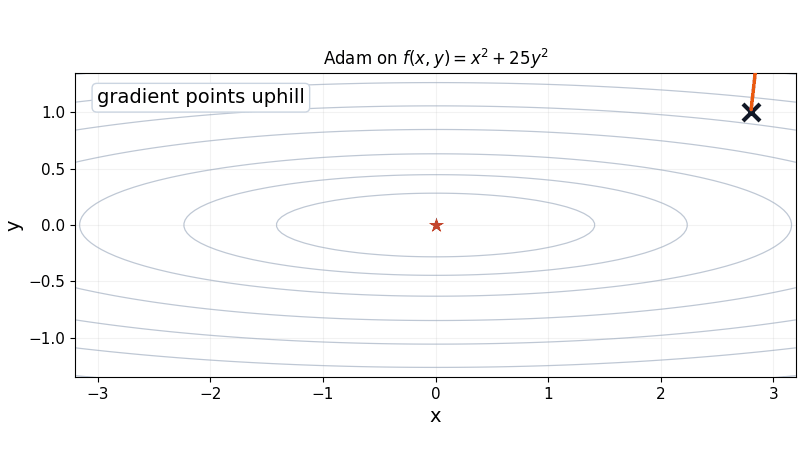 Adam on f(x, y) = x² + 25y²
gradient points uphill
1.0
0.5
0.0
−0.5
−1.0
y
−3 −2 −1 0 1 2 3
x